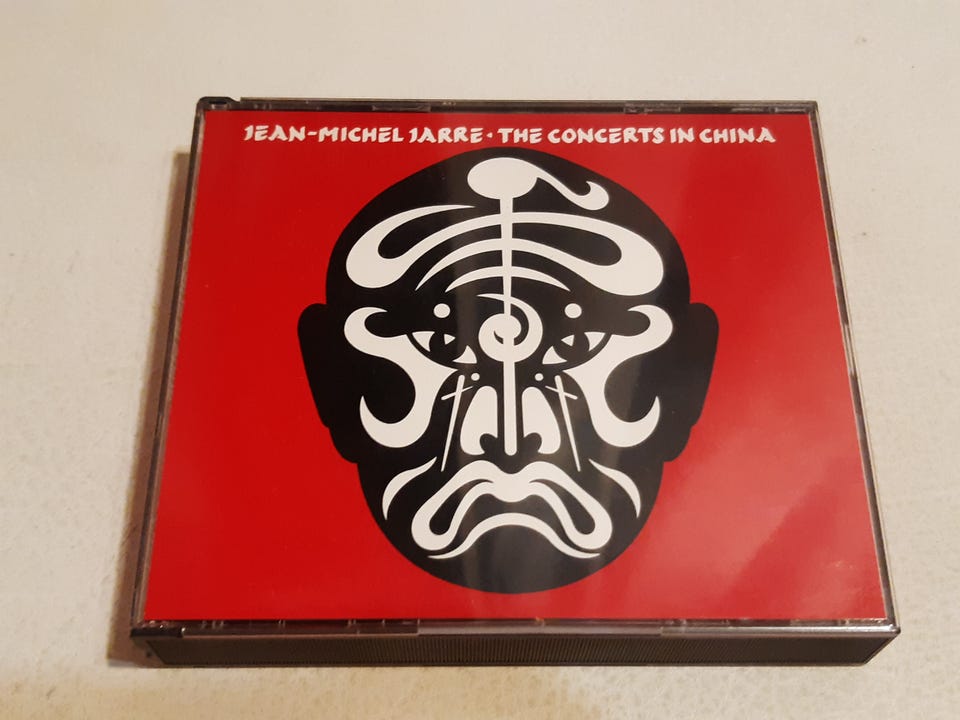 JEAN-MICHEL JARRE · THE CONCERTS IN CHINA